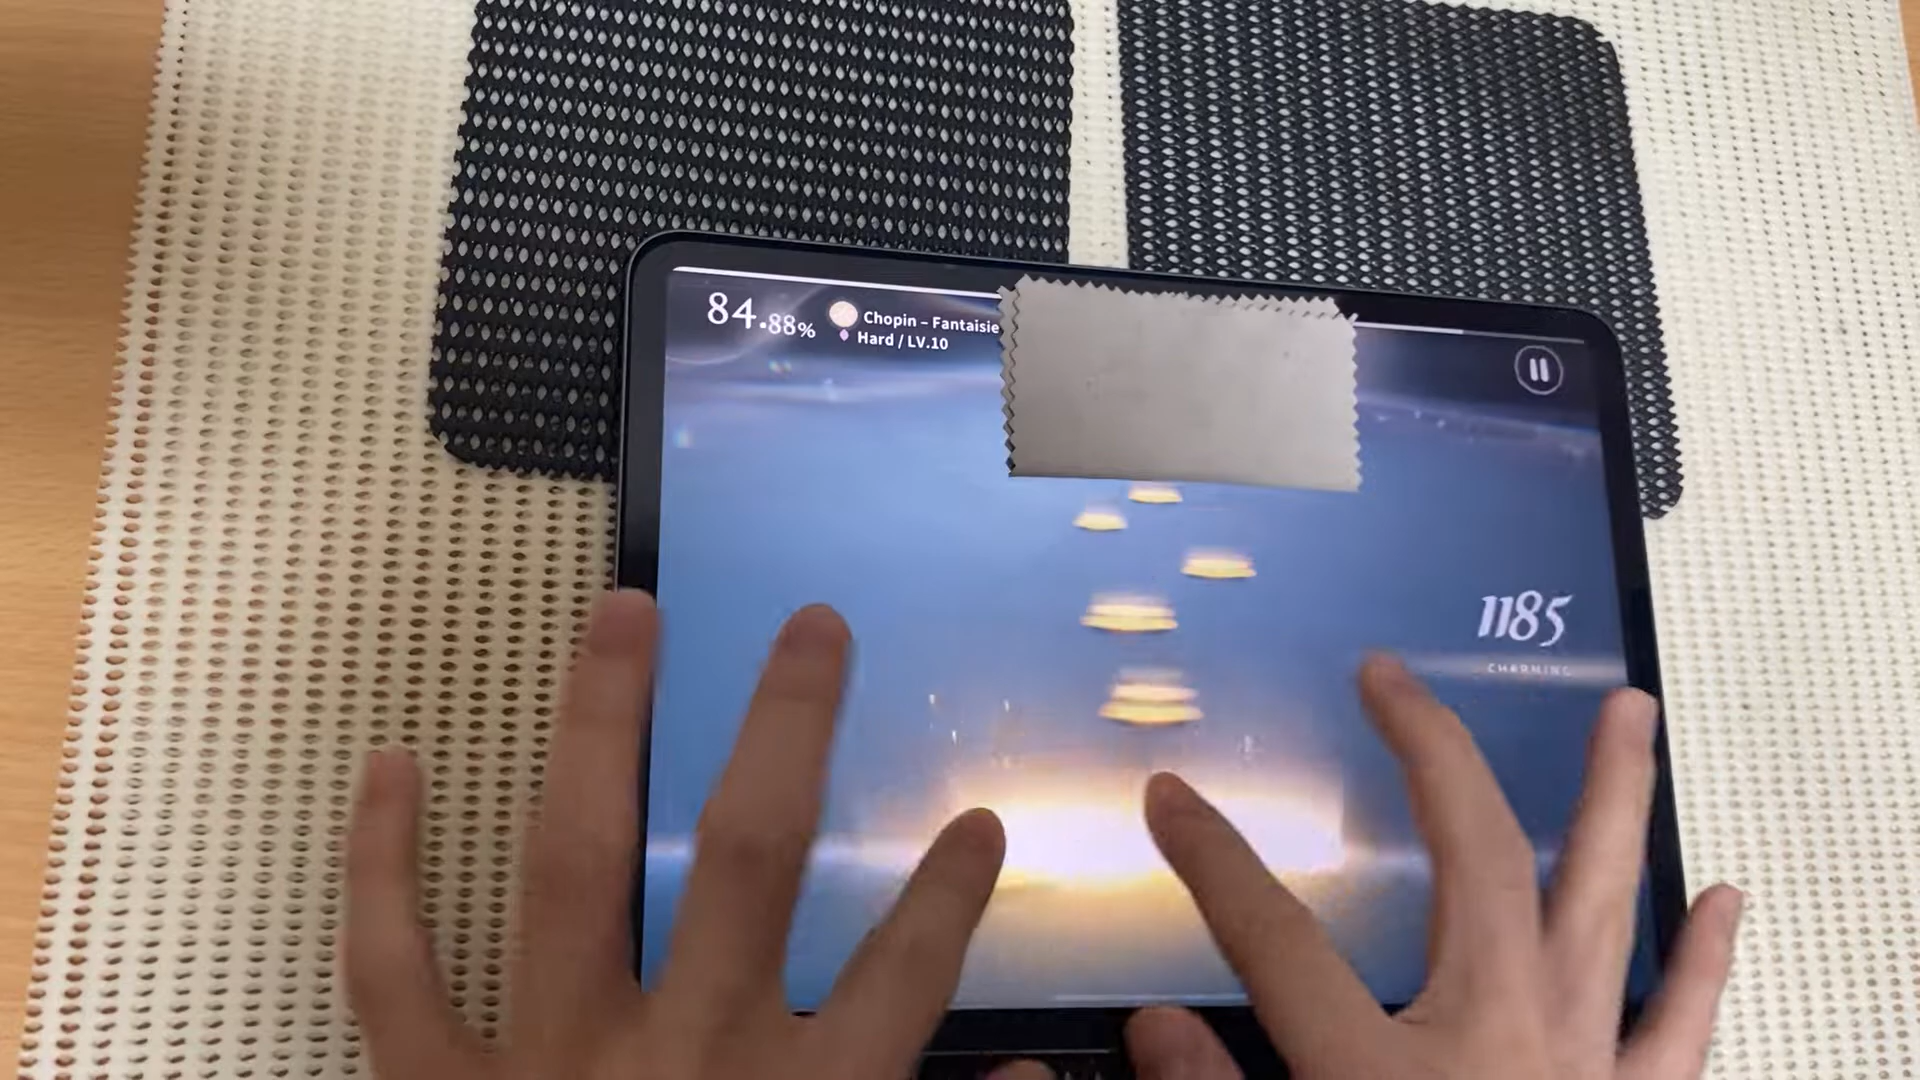 84.88%
Chopin – Fantaisie
Hard / LV.10
1185
CHARMING